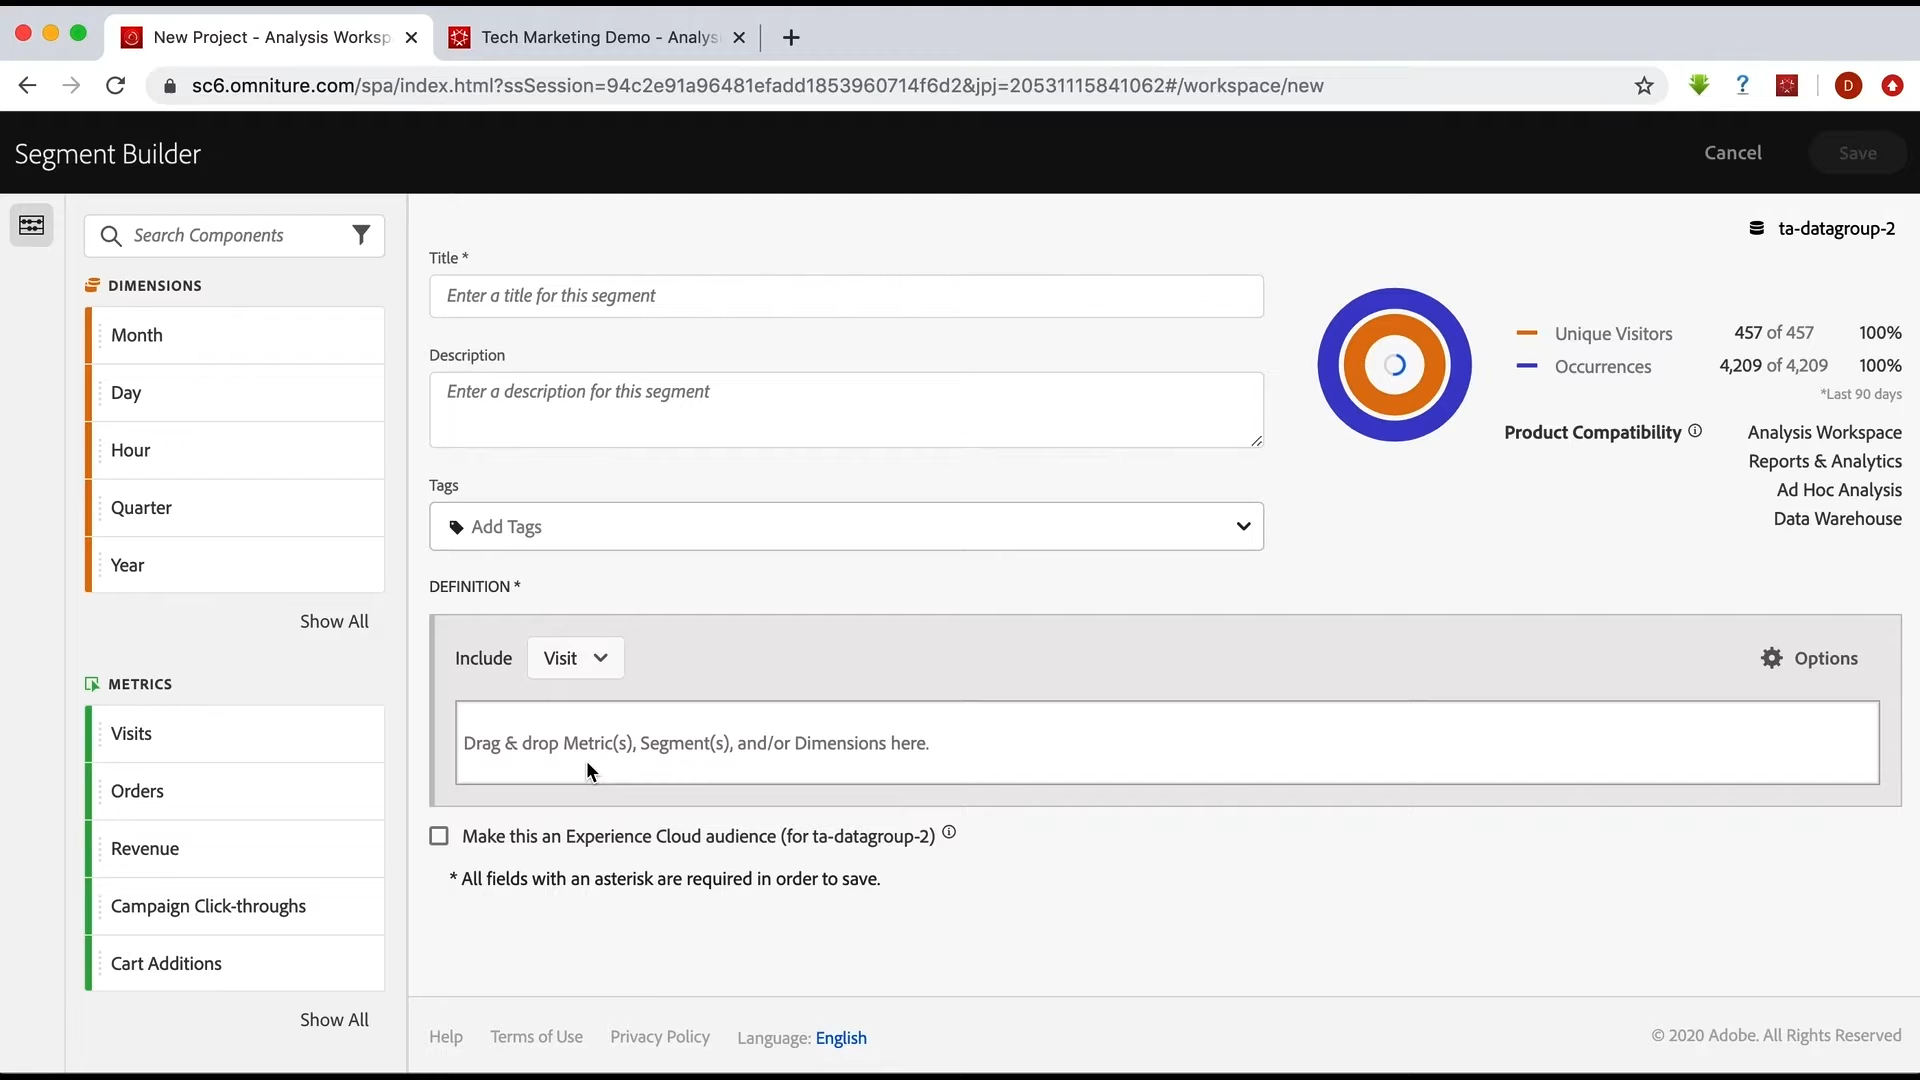 New Project - Analysis Worksp
Tech Marketing Demo - Analys
sc6.omniture.com/spa/index.html?ssSession=94c2e91a96481efadd1853960714f6d2&jpj=20531115841062#/workspace/new
?
D
Segment Builder
Cancel
Save
ta-datagroup-2
Search Components
DIMENSIONS
Month
Day
Hour
Quarter
Year
Show All
METRICS
Visits
Orders
Revenue
Campaign Click-throughs
Cart Additions
Show All
Title *
Enter a title for this segment
Description
Enter a description for this segment
Tags
Add Tags
Unique Visitors 457 of 457 100%
Occurrences 4,209 of 4,209 100%
*Last 90 days
Product Compatibility Analysis Workspace
Reports & Analytics
Ad Hoc Analysis
Data Warehouse
DEFINITION *
Include Visit
Options
Drag & drop Metric(s), Segment(s), and/or Dimensions here.
Make this an Experience Cloud audience (for ta-datagroup-2)
* All fields with an asterisk are required in order to save.
Help Terms of Use Privacy Policy Language: English
© 2020 Adobe. All Rights Reserved